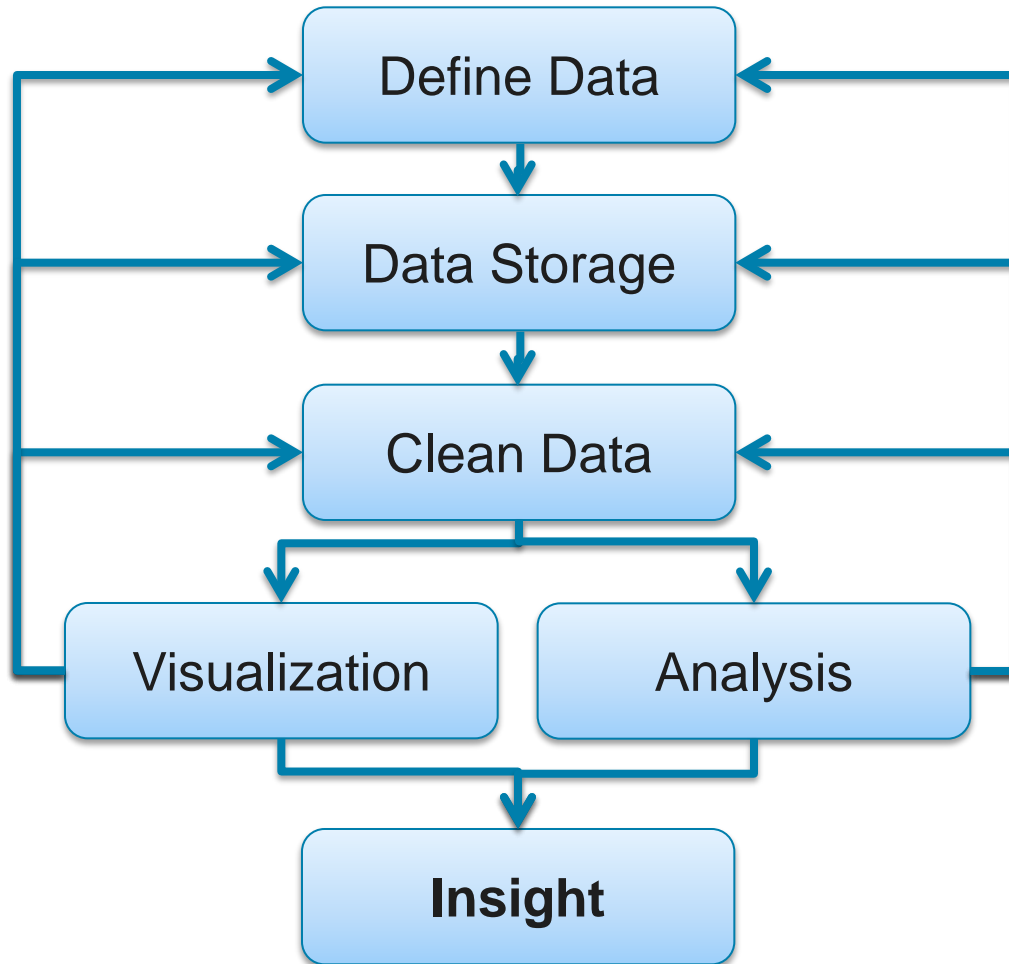 Define Data
Data Storage
Clean Data
Visualization
Analysis
Insight